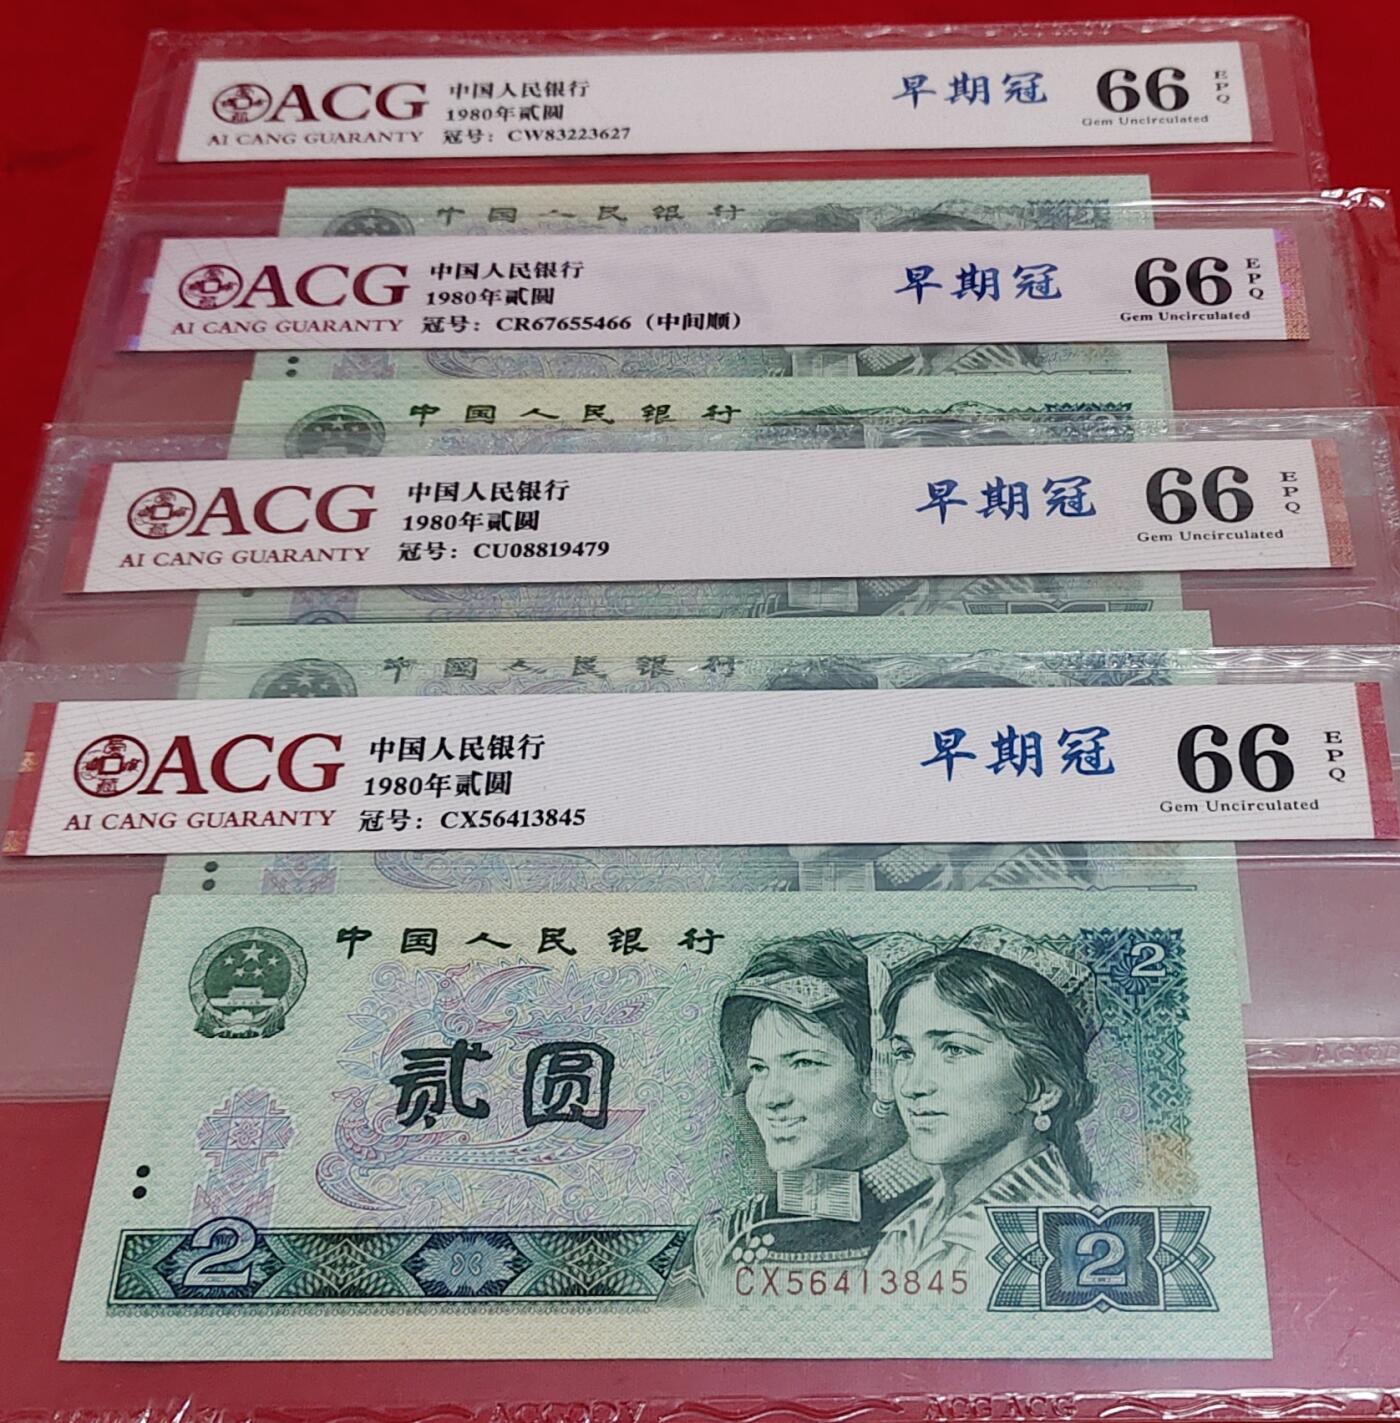 ACG
AI CANG GUARANTY
中国人民银行
1980年贰圆
冠号：CW83223627
早期冠
66
EPQ
Gem Uncirculated
中国人民银行
2
ACG
AI CANG GUARANTY
中国人民银行
1980年贰圆
冠号：CR67655466（中间顺）
早期冠
66
EPQ
Gem Uncirculated
中国人民银行
ACG
AI CANG GUARANTY
中国人民银行
1980年贰圆
冠号：CU08819479
早期冠
66
EPQ
Gem Uncirculated
中国人民银行
ACG
AI CANG GUARANTY
中国人民银行
1980年贰圆
冠号：CX56413845
早期冠
66
EPQ
Gem Uncirculated
中国人民银行
2
贰圆
2
CX56413845
2
ACG ACG